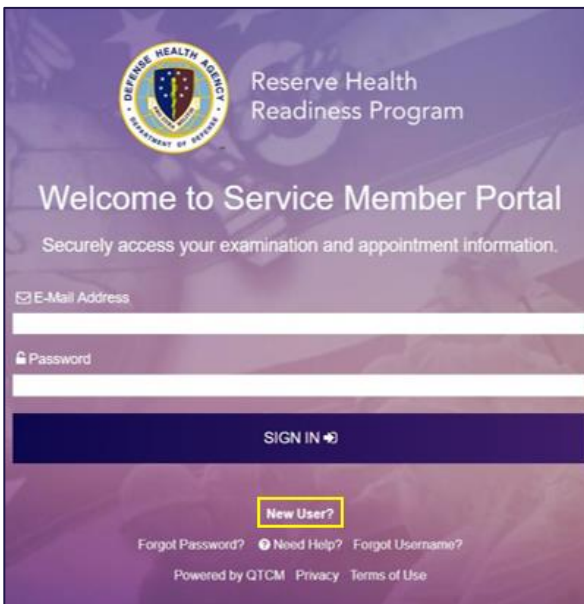 DEFENSE HEALTH AGENCY
DEPARTMENT OF DEFENSE
Reserve Health
Readiness Program
Welcome to Service Member Portal
Securely access your examination and appointment information.
E-Mail Address
Password
SIGN IN
New User?
Forgot Password? Need Help? Forgot Username?
Powered by QTCM Privacy Terms of Use